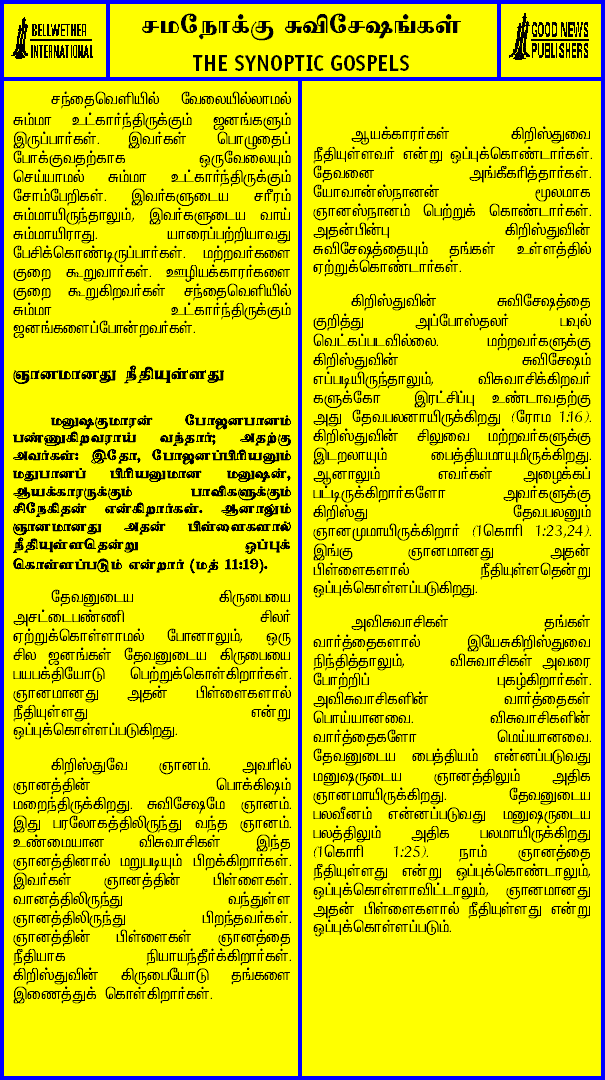 BELLWETHER
INTERNATIONAL
சமநோக்கு சுவிசேஷங்கள்
THE SYNOPTIC GOSPELS
GOOD NEWS
PUBLISHERS
சந்தைவெளியில் வேலையில்லாமல்
சும்மா உட்கார்ந்திருக்கும் ஜனங்களும்
இருப்பார்கள். இவர்கள் பொழுதைப்
போக்குவதற்காக ஒருவேலையும்
செய்யாமல் சும்மா உட்கார்ந்திருக்கும்
சோம்பேறிகள். இவர்களுடைய சரீரம்
சும்மாயிருந்தாலும், இவர்களுடைய வாய்
சும்மாயிராது. யாரைப்பற்றியாவது
பேசிக்கொண்டிருப்பார்கள். மற்றவர்களை
குறை கூறுவார்கள். ஊழியக்காரர்களை
குறை கூறுகிறவர்கள் சந்தைவெளியில்
சும்மா உட்கார்ந்திருக்கும்
ஜனங்களைப்போன்றவர்கள்.
ஞானமானது நீதியுள்ளது
மனுஷகுமாரன் போஜனபானம்
பண்ணுகிறவராய் வந்தார்; அதற்கு
அவர்கள்: இதோ, போஜனப்பிரியனும்
மதுபானப் பிரியனுமான மனுஷன்,
ஆயக்காரருக்கும் பாவிகளுக்கும்
சிநேகிதன் என்கிறார்கள். ஆனாலும்
ஞானமானது அதன் பிள்ளைகளால்
நீதியுள்ளதென்று ஒப்புக்
கொள்ளப்படும் என்றார் (மத் 11:19).
தேவனுடைய கிருபையை
அசட்டைபண்ணி சிலர்
ஏற்றுக்கொள்ளாமல் போனாலும், ஒரு
சில ஜனங்கள் தேவனுடைய கிருபையை
பயபக்தியோடு பெற்றுக்கொள்கிறார்கள்.
ஞானமானது அதன் பிள்ளைகளால்
நீதியுள்ளது என்று
ஒப்புக்கொள்ளப்படுகிறது.
கிறிஸ்துவே ஞானம். அவரில்
ஞானத்தின் பொக்கிஷம்
மறைந்திருக்கிறது. சுவிசேஷமே ஞானம்.
இது பரலோகத்திலிருந்து வந்த ஞானம்.
உண்மையான விசுவாசிகள் இந்த
ஞானத்தினால் மறுபடியும் பிறக்கிறார்கள்.
இவர்கள் ஞானத்தின் பிள்ளைகள்.
வானத்திலிருந்து வந்துள்ள
ஞானத்திலிருந்து பிறந்தவர்கள்.
ஞானத்தின் பிள்ளைகள் ஞானத்தை
நீதியாக நியாயந்தீர்க்கிறார்கள்.
கிறிஸ்துவின் கிருபையோடு தங்களை
இணைத்துக் கொள்கிறார்கள்.
ஆயக்காரர்கள் கிறிஸ்துவை
நீதியுள்ளவர் என்று ஒப்புக்கொண்டார்கள்.
தேவனை அங்கீகரித்தார்கள்.
யோவான்ஸ்நானன் மூலமாக
ஞானஸ்நானம் பெற்றுக் கொண்டார்கள்.
அதன்பின்பு கிறிஸ்துவின்
சுவிசேஷத்தையும் தங்கள் உள்ளத்தில்
ஏற்றுக்கொண்டார்கள்.
கிறிஸ்துவின் சுவிசேஷத்தை
குறித்து அப்போஸ்தலர் பவுல்
வெட்கப்படவில்லை. மற்றவர்களுக்கு
கிறிஸ்துவின் சுவிசேஷம்
எப்படியிருந்தாலும், விசுவாசிக்கிறவர்
களுக்கோ இரட்சிப்பு உண்டாவதற்கு
அது தேவபலனாயிருக்கிறது (ரோம 1:16).
கிறிஸ்துவின் சிலுவை மற்றவர்களுக்கு
இடறலாயும் பைத்தியமாயுமிருக்கிறது.
ஆனாலும் எவர்கள் அழைக்கப்
பட்டிருக்கிறார்களோ அவர்களுக்கு
கிறிஸ்து தேவபலனும்
ஞானமுமாயிருக்கிறார் (1கொரி 1:23,24).
இங்கு ஞானமானது அதன்
பிள்ளைகளால் நீதியுள்ளதென்று
ஒப்புக்கொள்ளப்படுகிறது.
அவிசுவாசிகள் தங்கள்
வார்த்தைகளால் இயேசுகிறிஸ்துவை
நிந்தித்தாலும், விசுவாசிகள் அவரை
போற்றிப் புகழ்கிறார்கள்.
அவிசுவாசிகளின் வார்த்தைகள்
பொய்யானவை. விசுவாசிகளின்
வார்த்தைகளோ மெய்யானவை.
தேவனுடைய பைத்தியம் என்னப்படுவது
மனுஷருடைய ஞானத்திலும் அதிக
ஞானமாயிருக்கிறது. தேவனுடைய
பலவீனம் என்னப்படுவது மனுஷருடைய
பலத்திலும் அதிக பலமாயிருக்கிறது
(1கொரி 1:25). நாம் ஞானத்தை
நீதியுள்ளது என்று ஒப்புக்கொண்டாலும்,
ஒப்புக்கொள்ளாவிட்டாலும், ஞானமானது
அதன் பிள்ளைகளால் நீதியுள்ளது என்று
ஒப்புக்கொள்ளப்படும்.